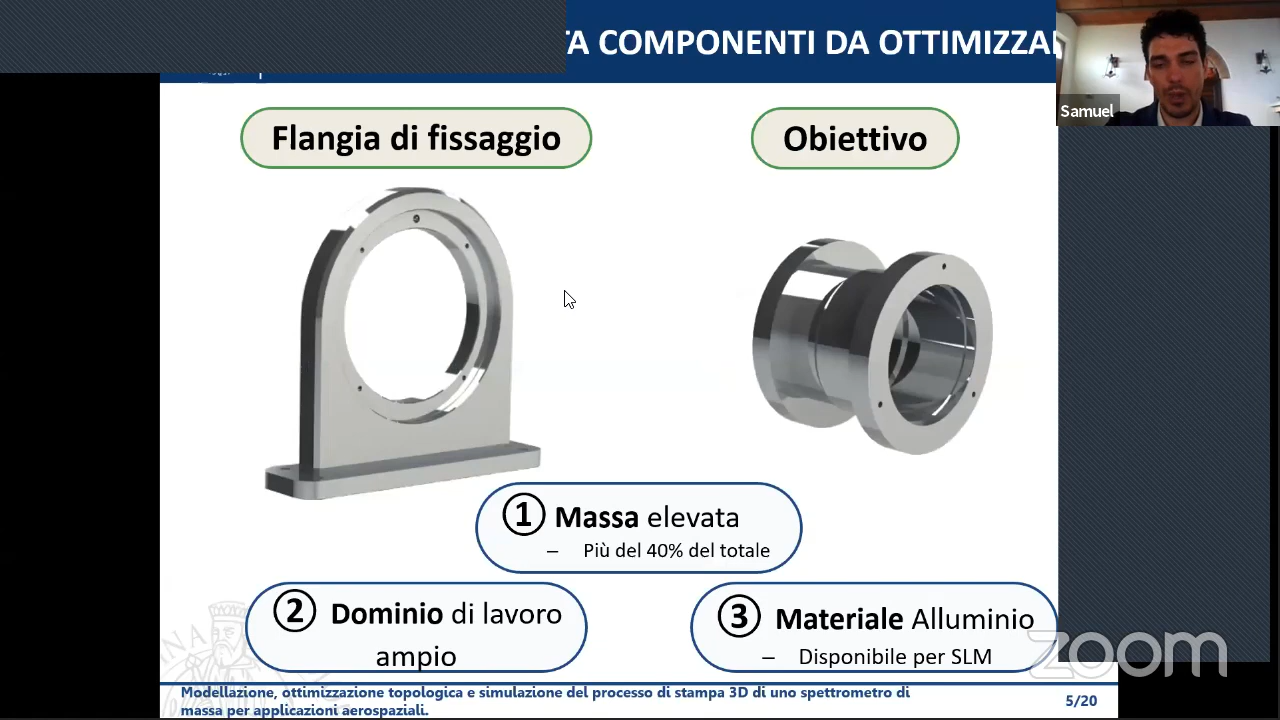 TA COMPONENTI DA OTTIMIZZA
Samuel
Flangia di fissaggio
Obiettivo
1 Massa elevata
– Più del 40% del totale
2 Dominio di lavoro
ampio
3 Materiale Alluminio
– Disponibile per SLM
zoom
Modellazione, ottimizzazione topologica e simulazione del processo di stampa 3D di uno spettrometro di
massa per applicazioni aerospaziali.
5/20